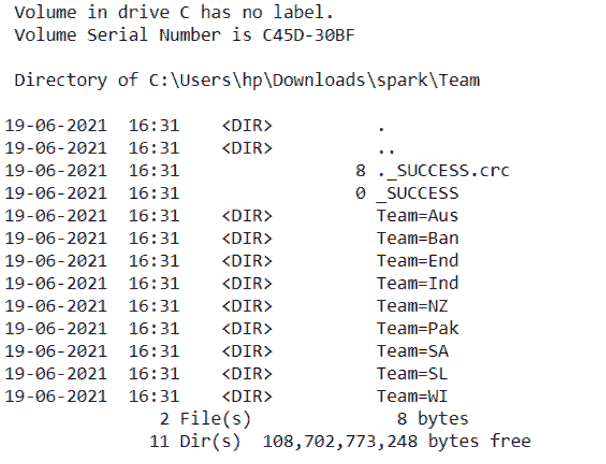 Volume in drive C has no label.
Volume Serial Number is C45D-30BF
Directory of C:\Users\hp\Downloads\spark\Team
19-06-2021  16:31    <DIR>          .
19-06-2021  16:31    <DIR>          ..
19-06-2021  16:31                 8 ._SUCCESS.crc
19-06-2021  16:31                 0 _SUCCESS
19-06-2021  16:31    <DIR>          Team=Aus
19-06-2021  16:31    <DIR>          Team=Ban
19-06-2021  16:31    <DIR>          Team=End
19-06-2021  16:31    <DIR>          Team=Ind
19-06-2021  16:31    <DIR>          Team=NZ
19-06-2021  16:31    <DIR>          Team=Pak
19-06-2021  16:31    <DIR>          Team=SA
19-06-2021  16:31    <DIR>          Team=SL
19-06-2021  16:31    <DIR>          Team=WI
2 File(s)              8 bytes
11 Dir(s)  108,702,773,248 bytes free